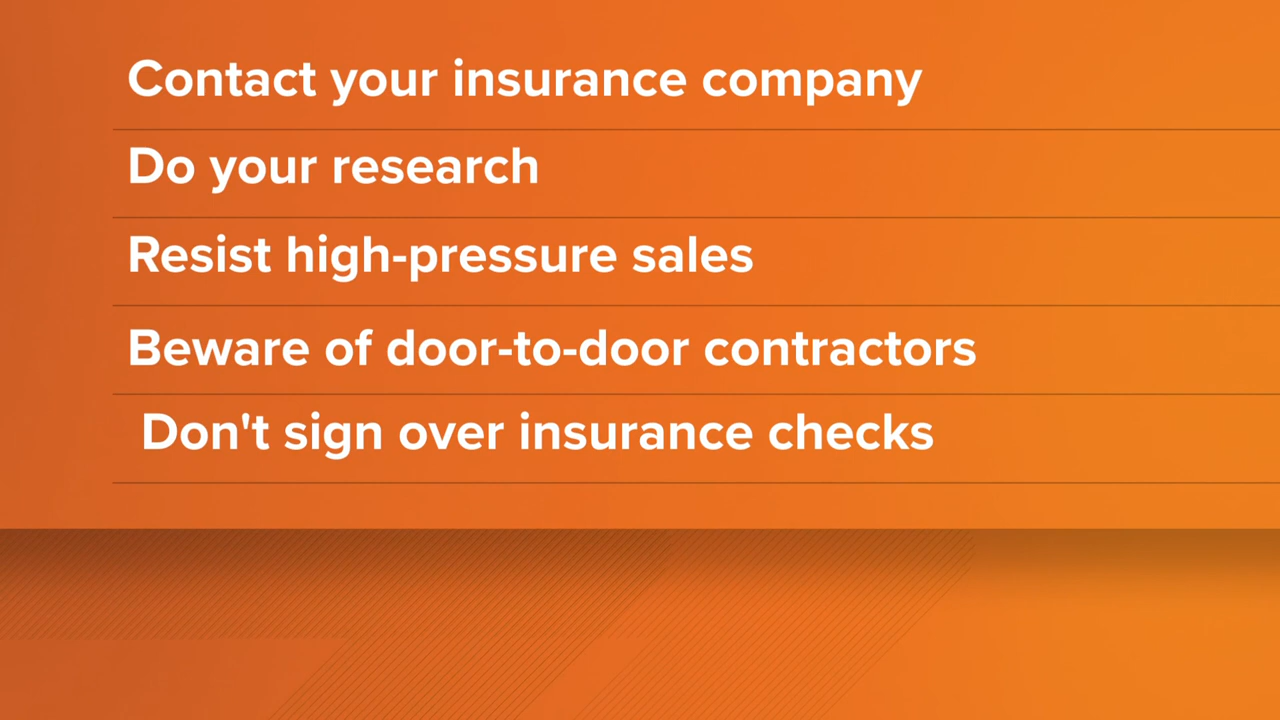 Contact your insurance company
Do your research
Resist high-pressure sales
Beware of door-to-door contractors
Don't sign over insurance checks